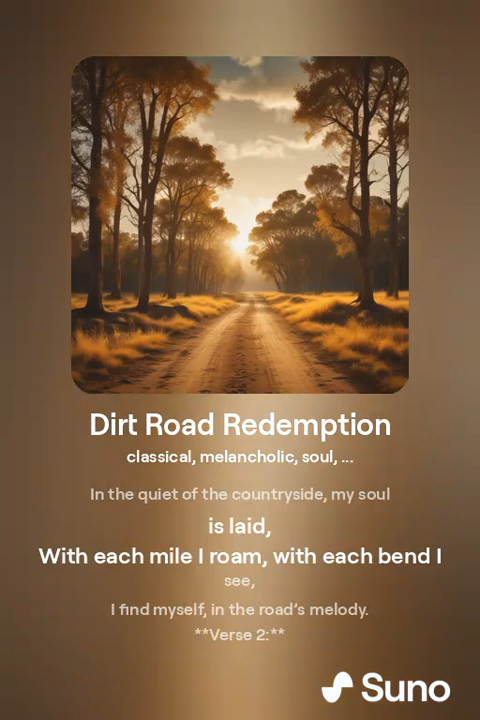 Dirt Road Redemption
classical, melancholic, soul, ...
In the quiet of the countryside, my soul
is laid,
With each mile I roam, with each bend I
see,
I find myself, in the road's melody.
**Verse 2:**
Suno